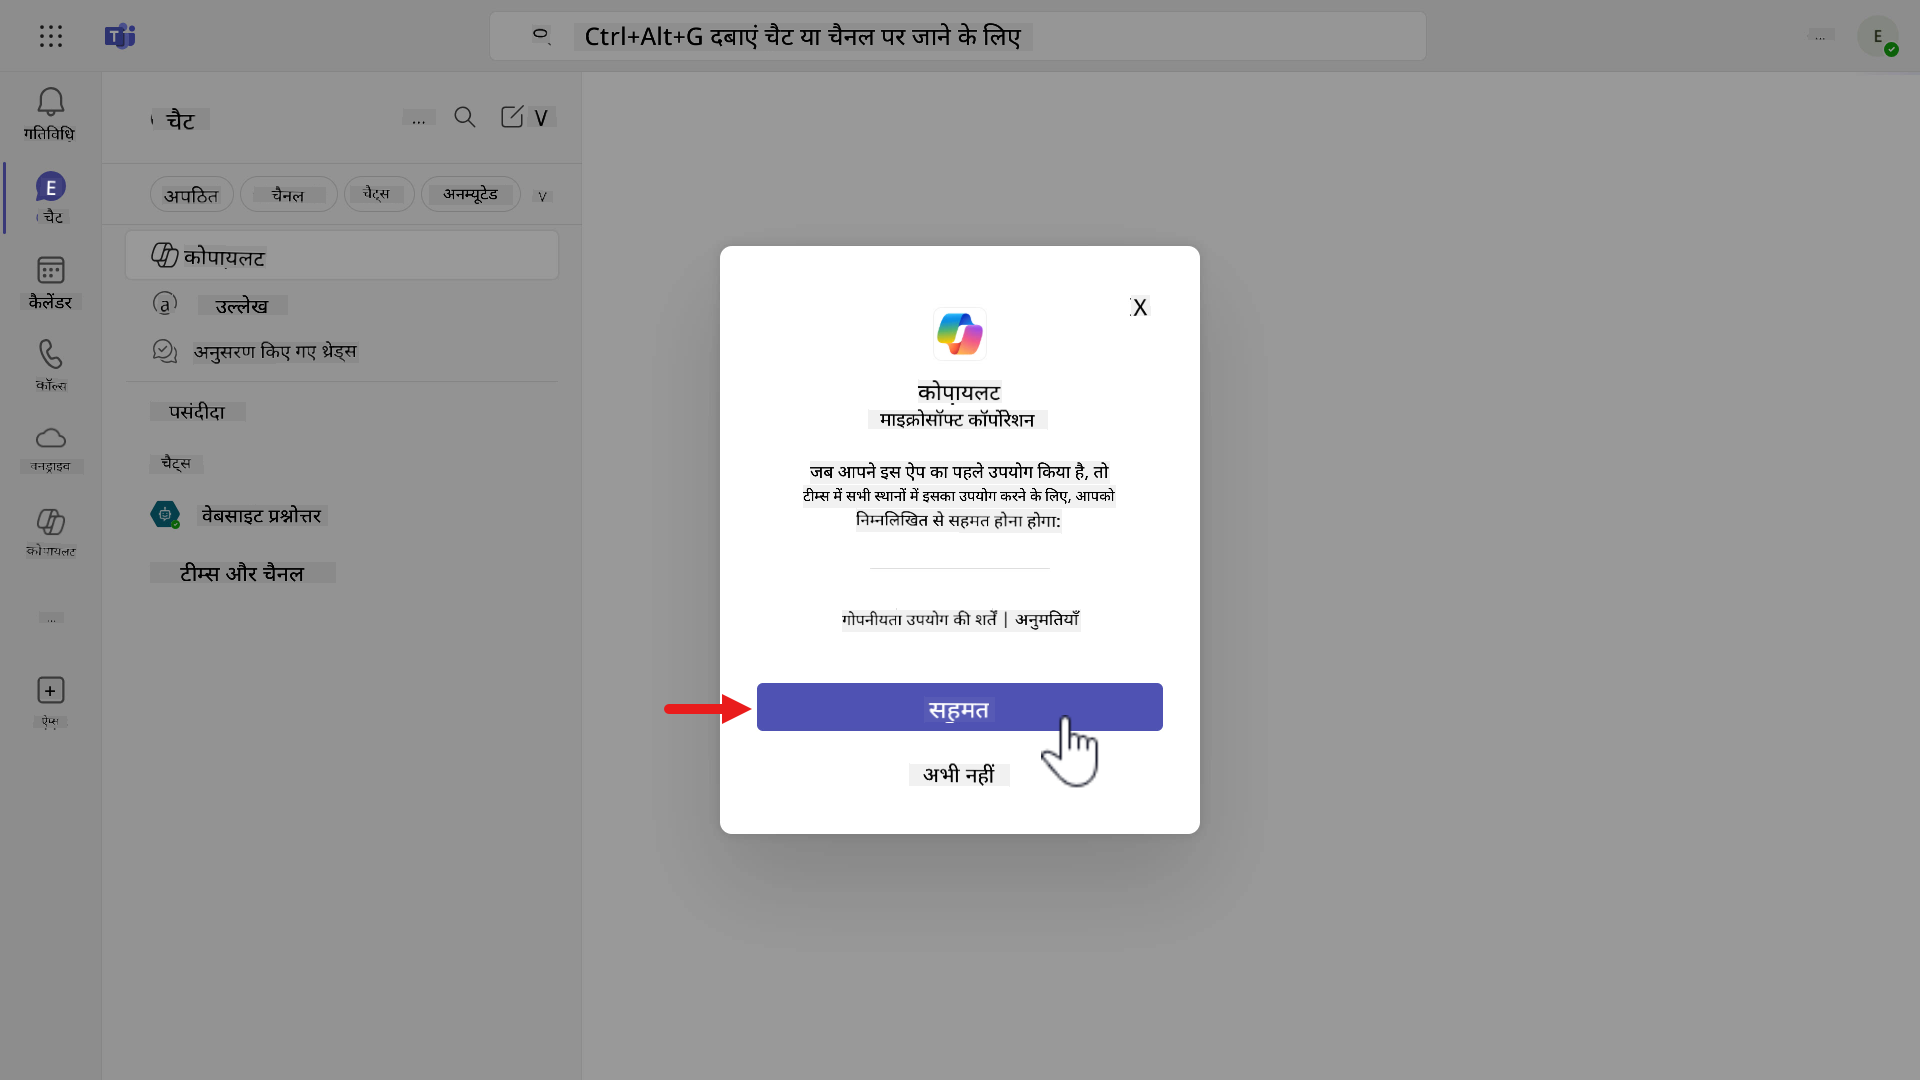 Ctrl+Alt+G दबाएं चैट या चैनल पर जाने के लिए
...
E
गतिविधि
E
चैट
कैलेंडर
कॉल्स
वनड्राइव
कोपायलट
...
ऐप्स
चैट
... V
अपठित चैनल चैट्स अनम्यूटेड v
कोपायलट
उल्लेख
अनुसरण किए गए थ्रेड्स
पसंदीदा
चैट्स
वेबसाइट प्रश्नोत्तर
टीम्स और चैनल
X
कोपायलट
माइक्रोसॉफ्ट कॉर्पोरेशन
जब आपने इस ऐप का पहले उपयोग किया है, तो
टीम्स में सभी स्थानों में इसका उपयोग करने के लिए, आपको
निम्नलिखित से सहमत होना होगा:
गोपनीयता उपयोग की शर्तें | अनुमतियाँ
सहमत
अभी नहीं